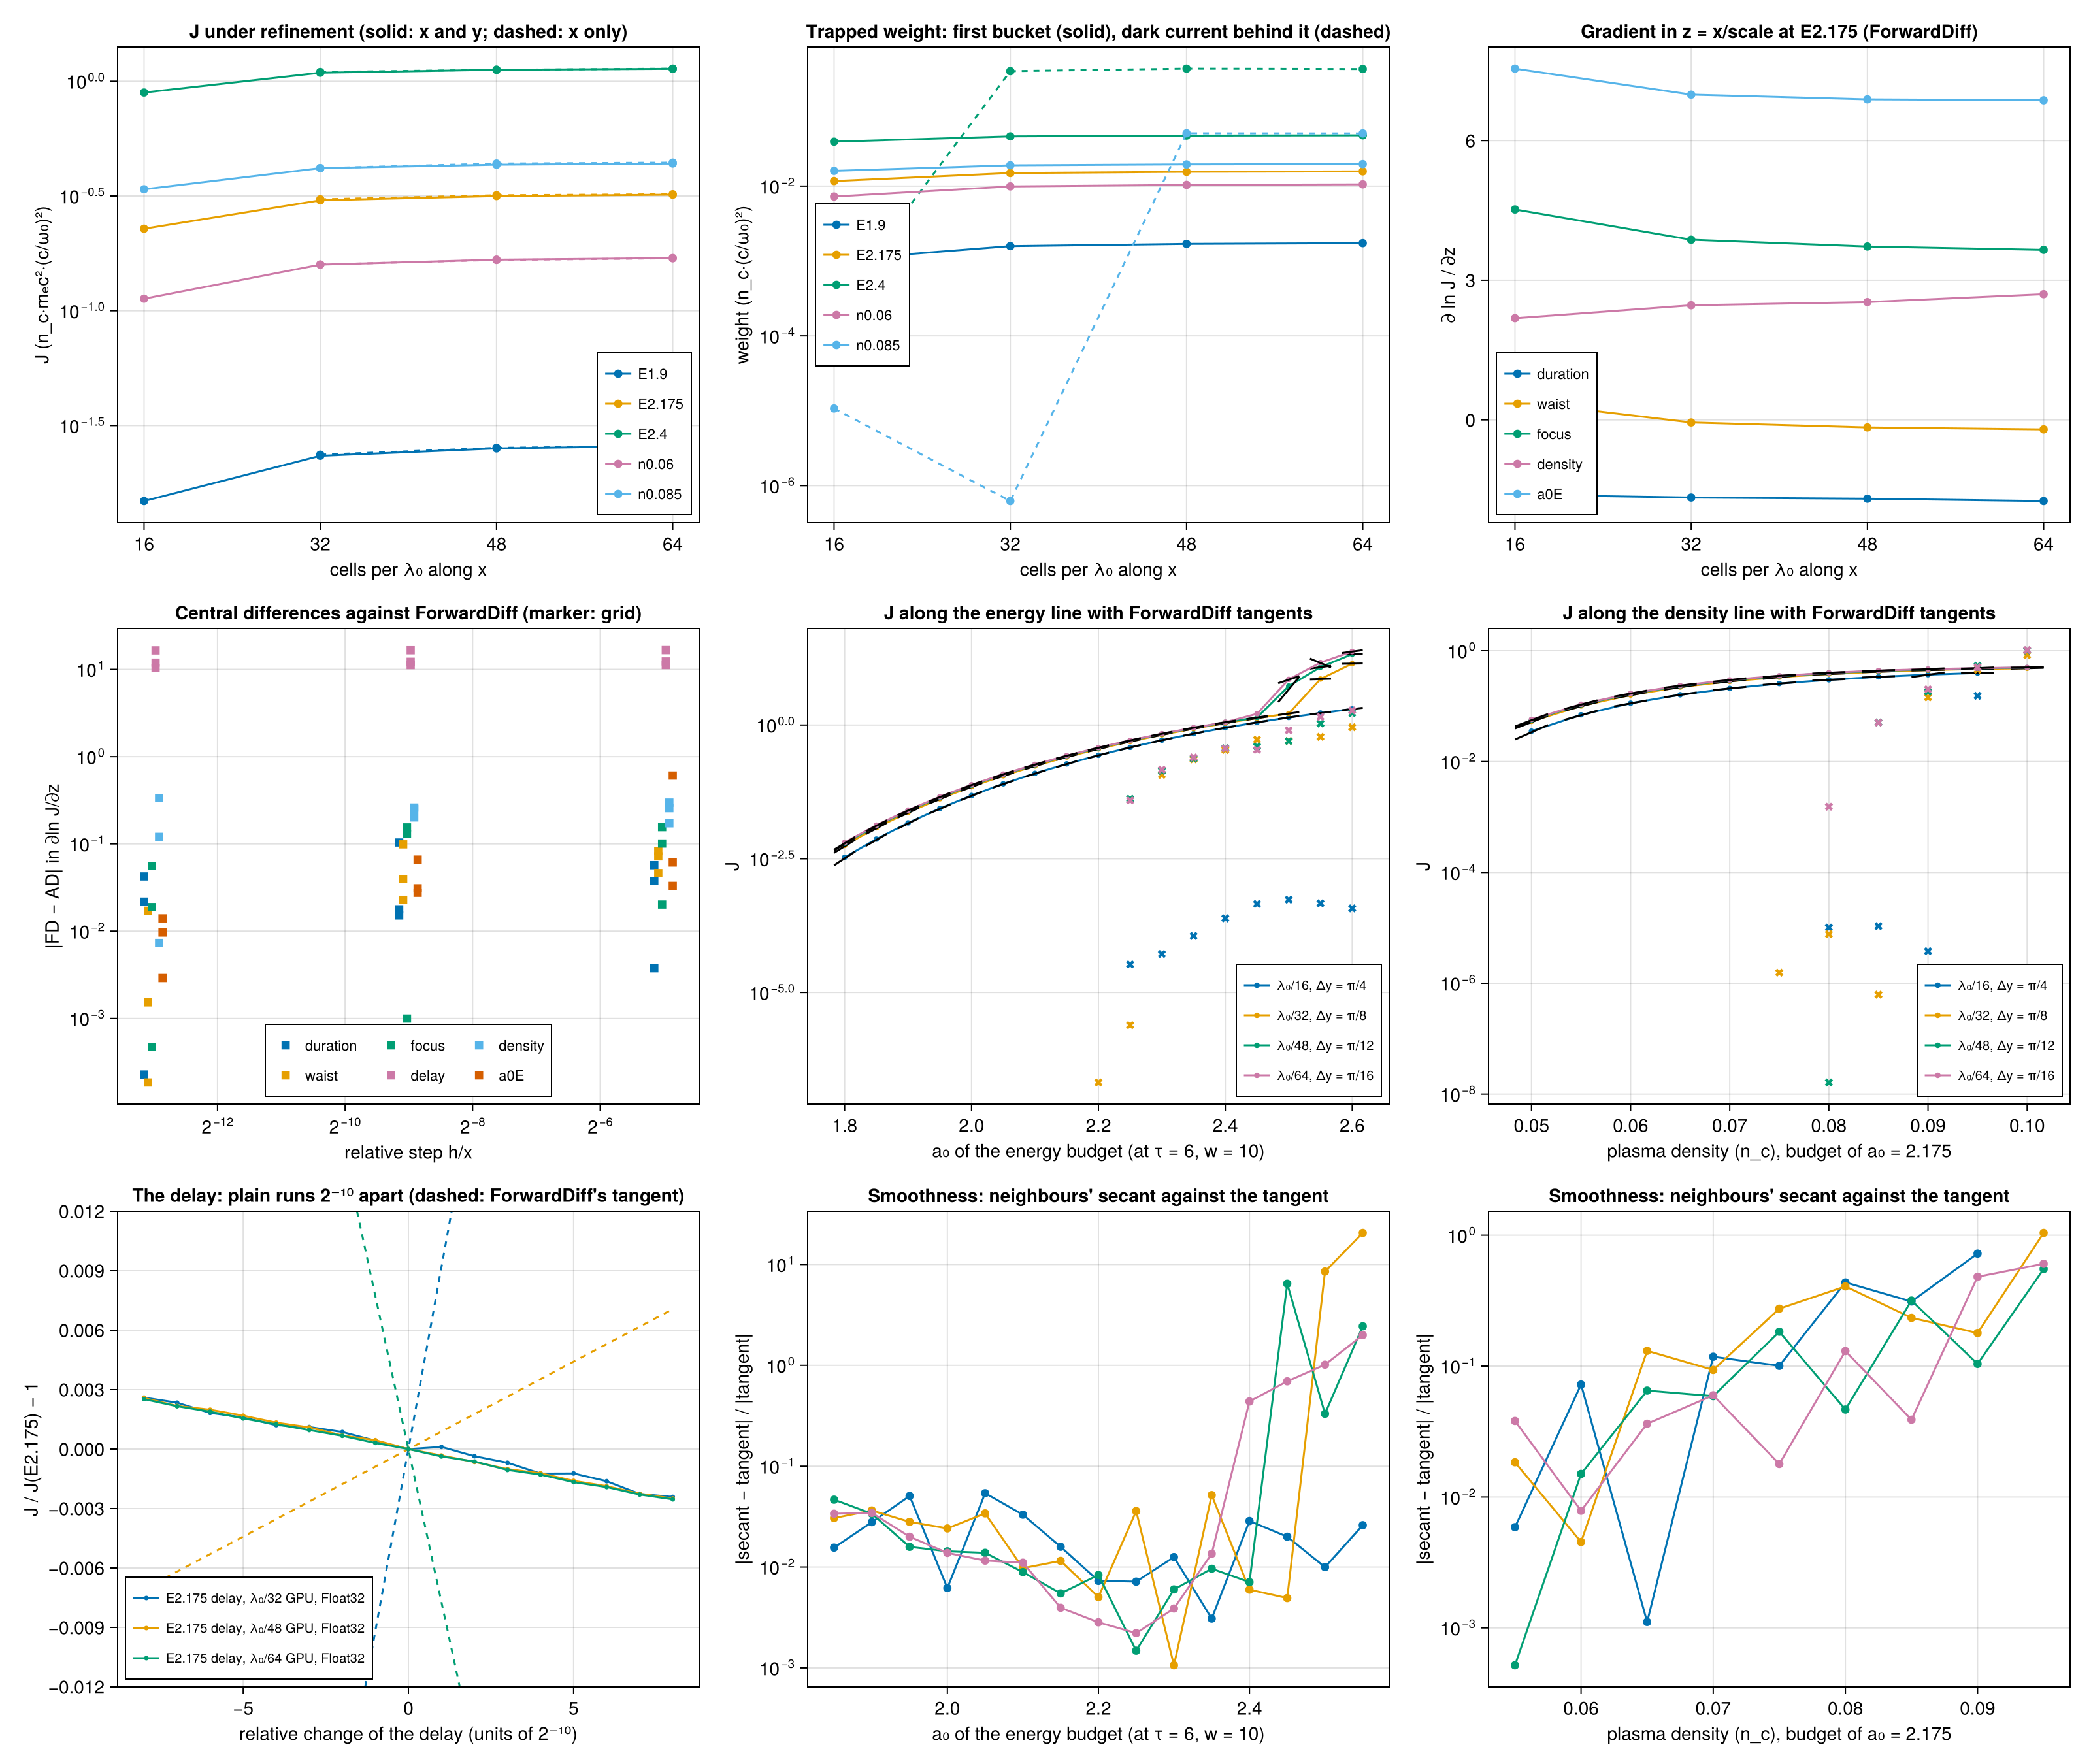 J under refinement (solid: x and y; dashed: x only)
J (n_c·mₑc²·(c/ω₀)²)
10^0.0
10^−0.5
10^−1.0
10^−1.5
16 32 48 64
cells per λ₀ along x
E1.9
E2.175
E2.4
n0.06
n0.085
Trapped weight: first bucket (solid), dark current behind it (dashed)
weight (n_c·(c/ω₀)²)
10^−2
10^−4
10^−6
16 32 48 64
cells per λ₀ along x
E1.9
E2.175
E2.4
n0.06
n0.085
Gradient in z = x/scale at E2.175 (ForwardDiff)
∂ ln J / ∂z
6
3
0
16 32 48 64
cells per λ₀ along x
duration
waist
focus
density
a0E
Central differences against ForwardDiff (marker: grid)
|FD − AD| in ∂ln J/∂z
10^1
10^0
10^−1
10^−2
10^−3
2^−12 2^−10 2^−8 2^−6
relative step h/x
duration focus density
waist delay a0E
J along the energy line with ForwardDiff tangents
J
10^0.0
10^−2.5
10^−5.0
1.8 2.0 2.2 2.4 2.6
a₀ of the energy budget (at τ = 6, w = 10)
λ₀/16, Δy = π/4
λ₀/32, Δy = π/8
λ₀/48, Δy = π/12
λ₀/64, Δy = π/16
J along the density line with ForwardDiff tangents
J
10^0
10^−2
10^−4
10^−6
10^−8
0.05 0.06 0.07 0.08 0.09 0.10
plasma density (n_c), budget of a₀ = 2.175
λ₀/16, Δy = π/4
λ₀/32, Δy = π/8
λ₀/48, Δy = π/12
λ₀/64, Δy = π/16
The delay: plain runs 2⁻¹⁰ apart (dashed: ForwardDiff's tangent)
J / J(E2.175) − 1
0.012
0.009
0.006
0.003
0.000
−0.003
−0.006
−0.009
−0.012
−5 0 5
relative change of the delay (units of 2⁻¹⁰)
E2.175 delay, λ₀/32 GPU, Float32
E2.175 delay, λ₀/48 GPU, Float32
E2.175 delay, λ₀/64 GPU, Float32
Smoothness: neighbours' secant against the tangent
|secant − tangent| / |tangent|
10^1
10^0
10^−1
10^−2
10^−3
2.0 2.2 2.4
a₀ of the energy budget (at τ = 6, w = 10)
Smoothness: neighbours' secant against the tangent
|secant − tangent| / |tangent|
10^0
10^−1
10^−2
10^−3
0.06 0.07 0.08 0.09
plasma density (n_c), budget of a₀ = 2.175